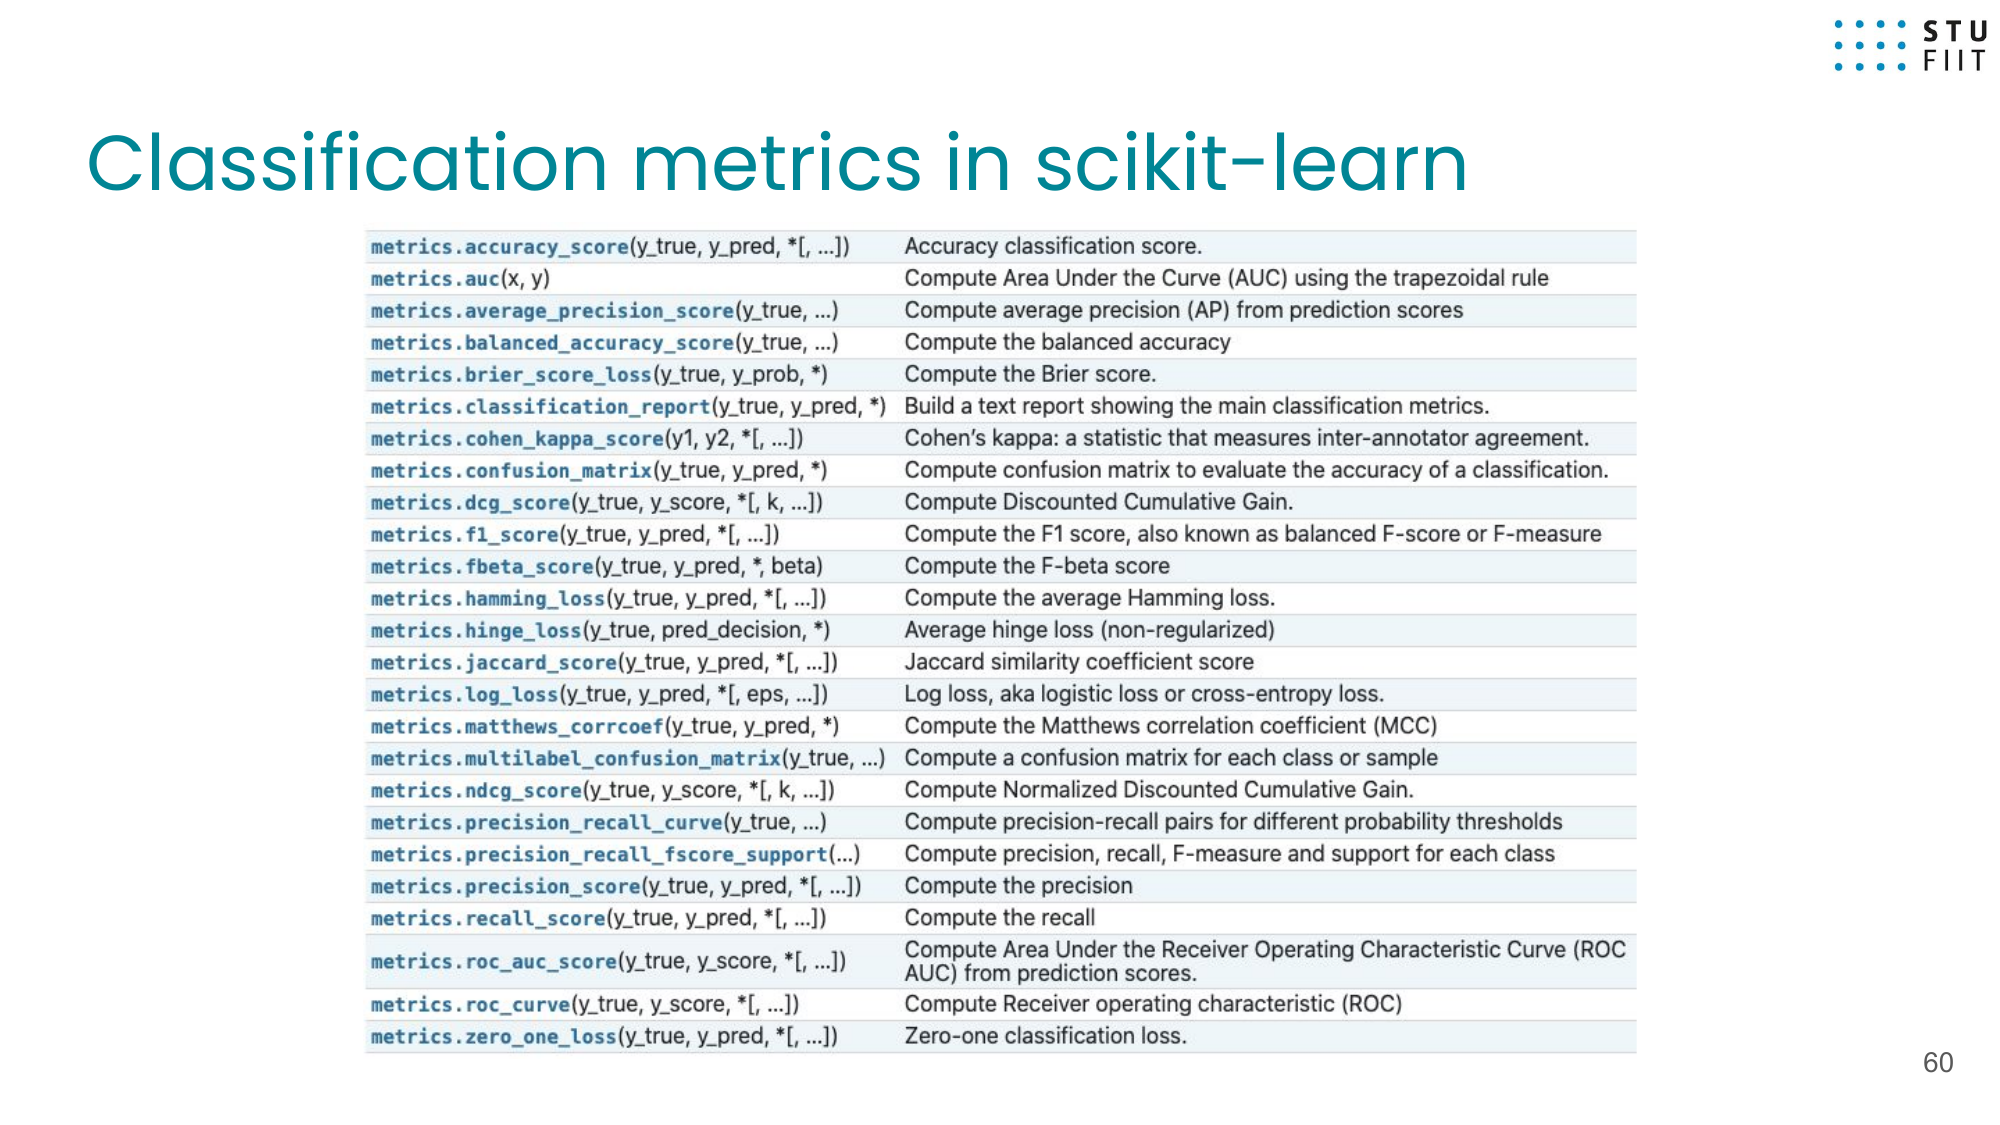 STU
FIIT
Classification metrics in scikit-learn
metrics.accuracy_score(y_true, y_pred, *[, ...]) Accuracy classification score.
metrics.auc(x, y) Compute Area Under the Curve (AUC) using the trapezoidal rule
metrics.average_precision_score(y_true, ...) Compute average precision (AP) from prediction scores
metrics.balanced_accuracy_score(y_true, ...) Compute the balanced accuracy
metrics.brier_score_loss(y_true, y_prob, *) Compute the Brier score.
metrics.classification_report(y_true, y_pred, *) Build a text report showing the main classification metrics.
metrics.cohen_kappa_score(y1, y2, *[, ...]) Cohen's kappa: a statistic that measures inter-annotator agreement.
metrics.confusion_matrix(y_true, y_pred, *) Compute confusion matrix to evaluate the accuracy of a classification.
metrics.dcg_score(y_true, y_score, *[, k, ...]) Compute Discounted Cumulative Gain.
metrics.f1_score(y_true, y_pred, *[, ...]) Compute the F1 score, also known as balanced F-score or F-measure
metrics.fbeta_score(y_true, y_pred, *, beta) Compute the F-beta score
metrics.hamming_loss(y_true, y_pred, *[, ...]) Compute the average Hamming loss.
metrics.hinge_loss(y_true, pred_decision, *) Average hinge loss (non-regularized)
metrics.jaccard_score(y_true, y_pred, *[, ...]) Jaccard similarity coefficient score
metrics.log_loss(y_true, y_pred, *[, eps, ...]) Log loss, aka logistic loss or cross-entropy loss.
metrics.matthews_corrcoef(y_true, y_pred, *) Compute the Matthews correlation coefficient (MCC)
metrics.multilabel_confusion_matrix(y_true, ...) Compute a confusion matrix for each class or sample
metrics.ndcg_score(y_true, y_score, *[, k, ...]) Compute Normalized Discounted Cumulative Gain.
metrics.precision_recall_curve(y_true, ...) Compute precision-recall pairs for different probability thresholds
metrics.precision_recall_fscore_support(...) Compute precision, recall, F-measure and support for each class
metrics.precision_score(y_true, y_pred, *[, ...]) Compute the precision
metrics.recall_score(y_true, y_pred, *[, ...]) Compute the recall
metrics.roc_auc_score(y_true, y_score, *[, ...]) Compute Area Under the Receiver Operating Characteristic Curve (ROC
AUC) from prediction scores.
metrics.roc_curve(y_true, y_score, *[, ...]) Compute Receiver operating characteristic (ROC)
metrics.zero_one_loss(y_true, y_pred, *[, ...]) Zero-one classification loss.
60